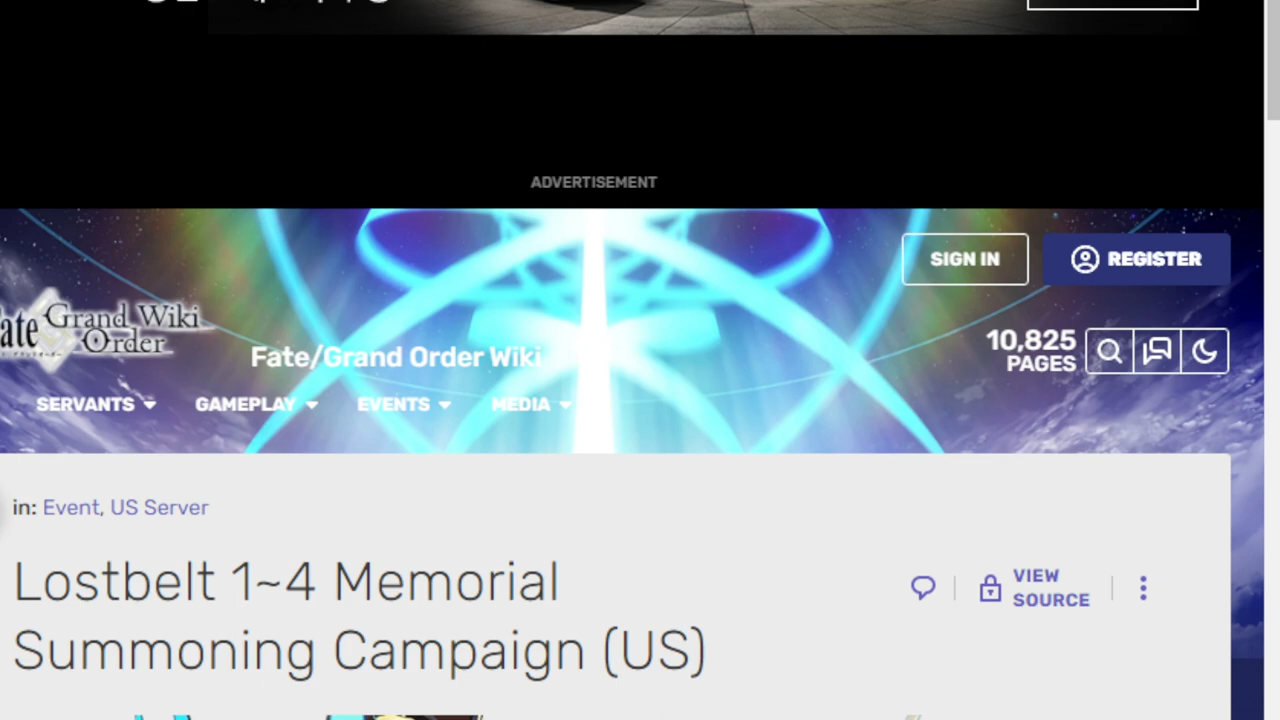 ADVERTISEMENT
SIGN IN
REGISTER
Grand Wiki
Order
Fate/Grand Order Wiki
10,825
PAGES
SERVANTS
GAMEPLAY
EVENTS
MEDIA
in: Event, US Server
Lostbelt 1~4 Memorial
Summoning Campaign (US)
VIEW
SOURCE